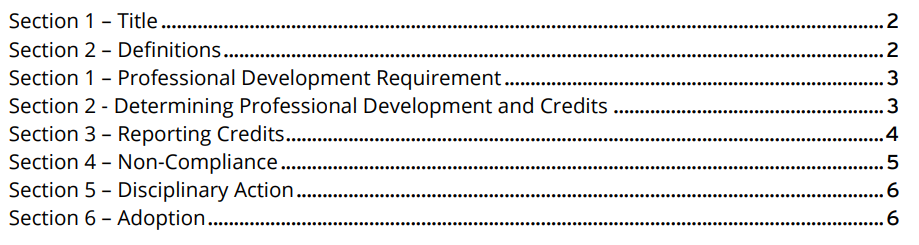 Section 1 – Title........................................................................................................2
Section 2 – Definitions........................................................................................................2
Section 1 – Professional Development Requirement........................................................3
Section 2 - Determining Professional Development and Credits ........................................3
Section 3 – Reporting Credits........................................................................................4
Section 4 – Non-Compliance........................................................................................5
Section 5 – Disciplinary Action........................................................................................6
Section 6 – Adoption........................................................................................................6